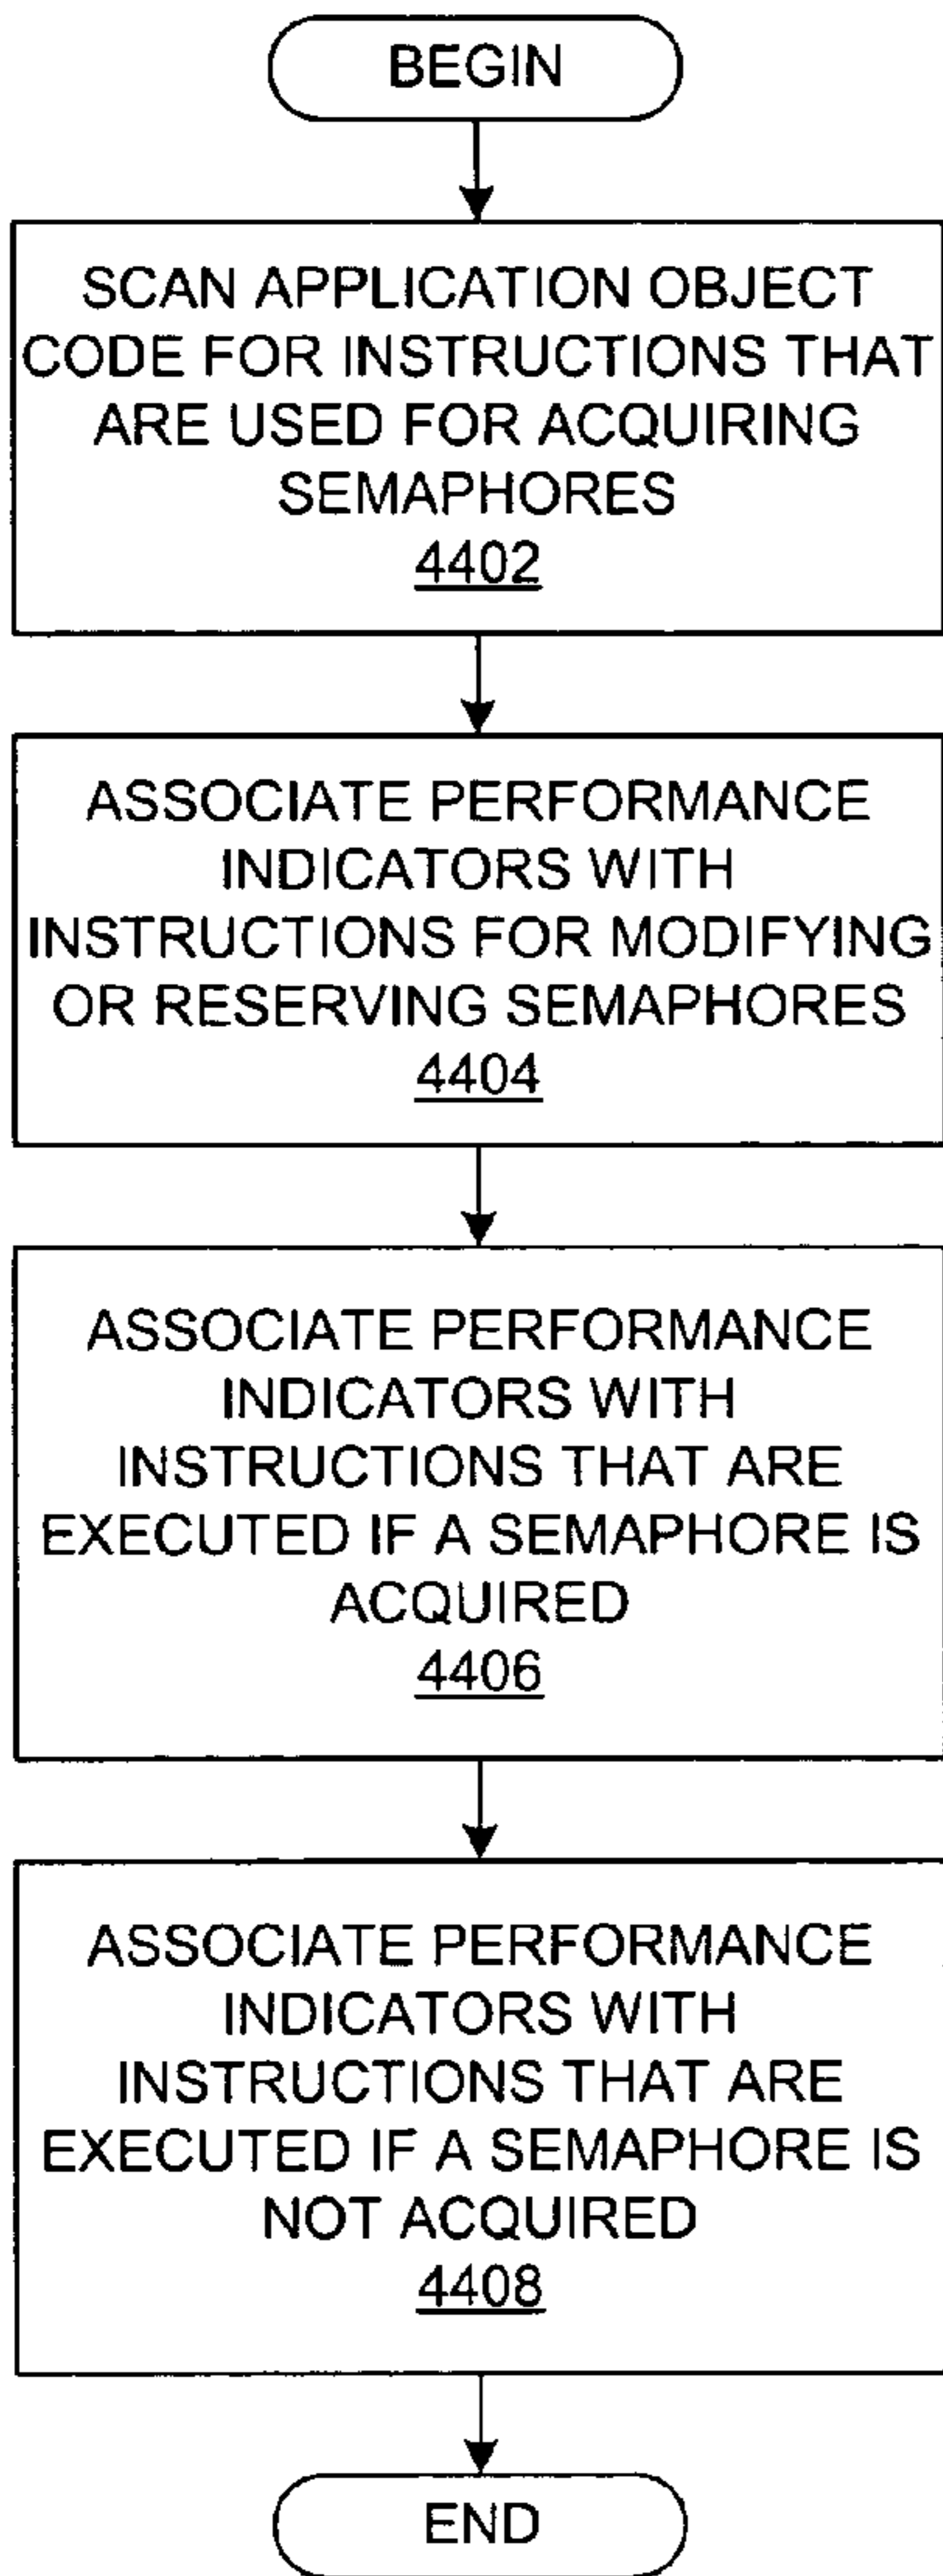 BEGIN
SCAN APPLICATION OBJECT
CODE FOR INSTRUCTIONS THAT
ARE USED FOR ACQUIRING
SEMAPHORES
4402
ASSOCIATE PERFORMANCE
INDICATORS WITH
INSTRUCTIONS FOR MODIFYING
OR RESERVING SEMAPHORES
4404
ASSOCIATE PERFORMANCE
INDICATORS WITH
INSTRUCTIONS THAT ARE
EXECUTED IF A SEMAPHORE IS
ACQUIRED
4406
ASSOCIATE PERFORMANCE
INDICATORS WITH
INSTRUCTIONS THAT ARE
EXECUTED IF A SEMAPHORE IS
NOT ACQUIRED
4408
END